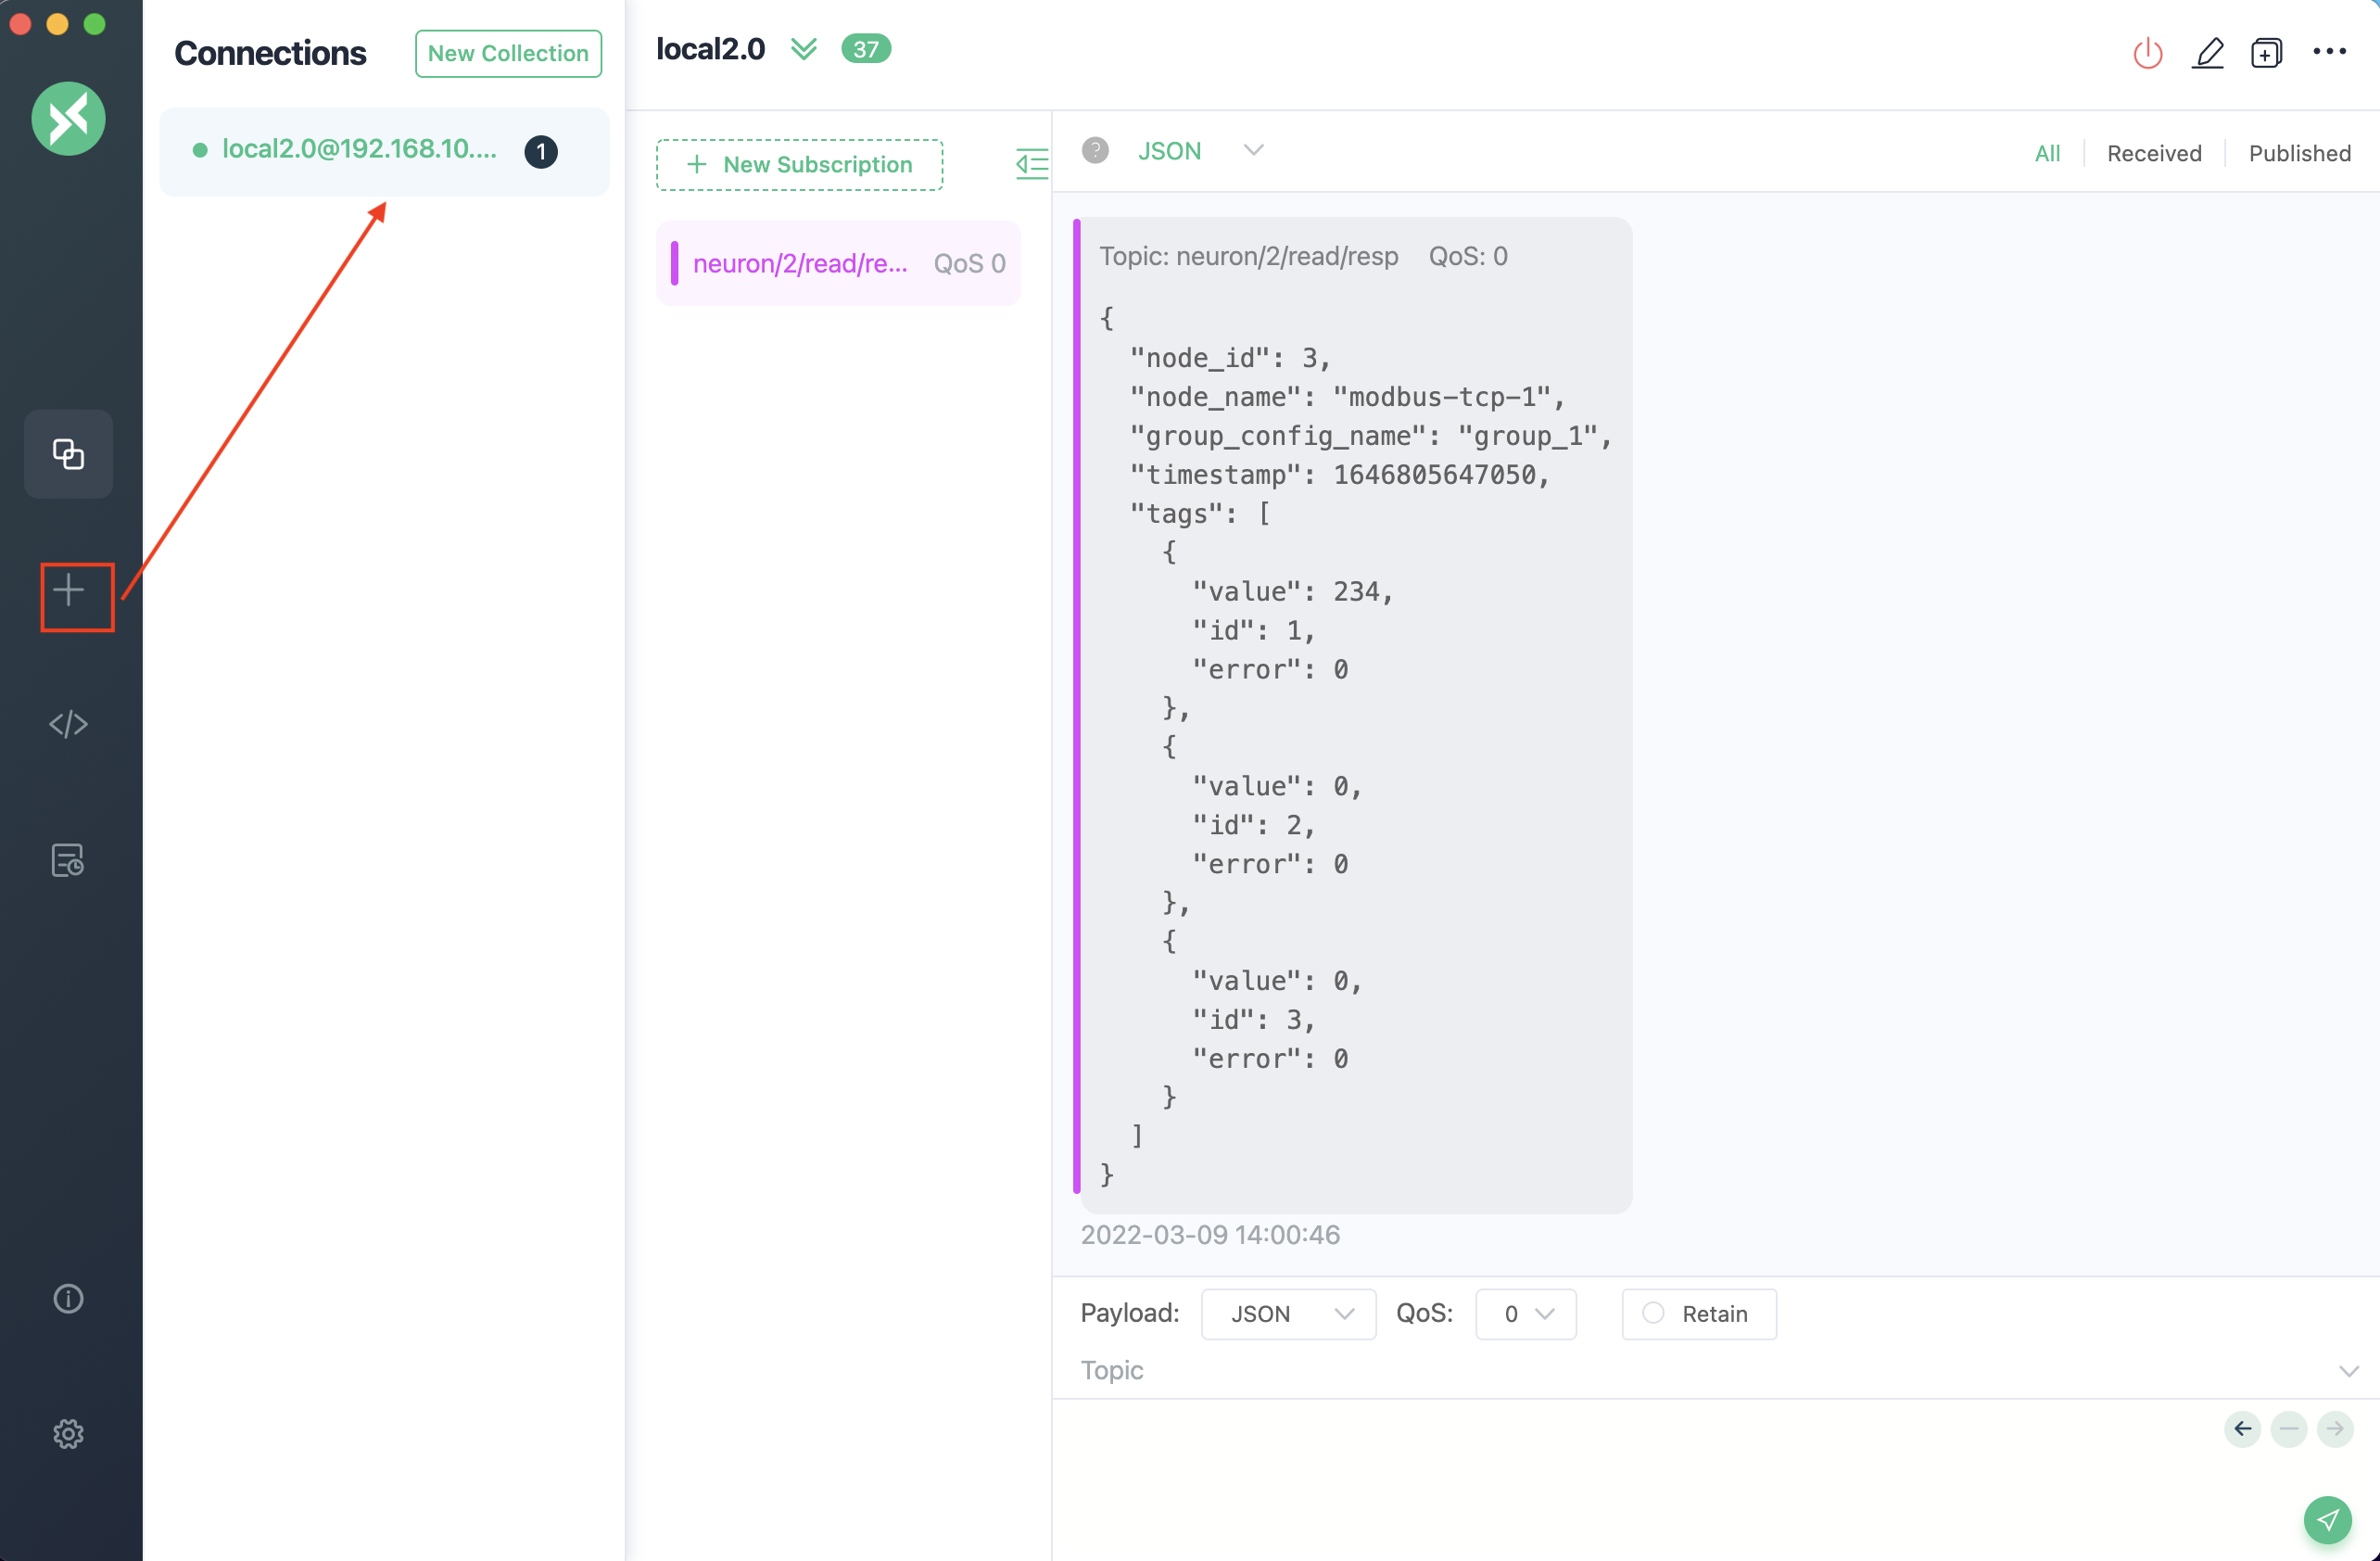 Connections
New Collection
local2.0@192.168.10....
1
local2.0
37
New Subscription
neuron/2/read/re...
QoS 0
?
JSON
All
Received
Published
Topic: neuron/2/read/resp QoS: 0
{
"node_id": 3,
"node_name": "modbus-tcp-1",
"group_config_name": "group_1",
"timestamp": 1646805647050,
"tags": [
{
"value": 234,
"id": 1,
"error": 0
},
{
"value": 0,
"id": 2,
"error": 0
},
{
"value": 0,
"id": 3,
"error": 0
}
]
}
2022-03-09 14:00:46
Payload: JSON QoS: 0 Retain
Topic